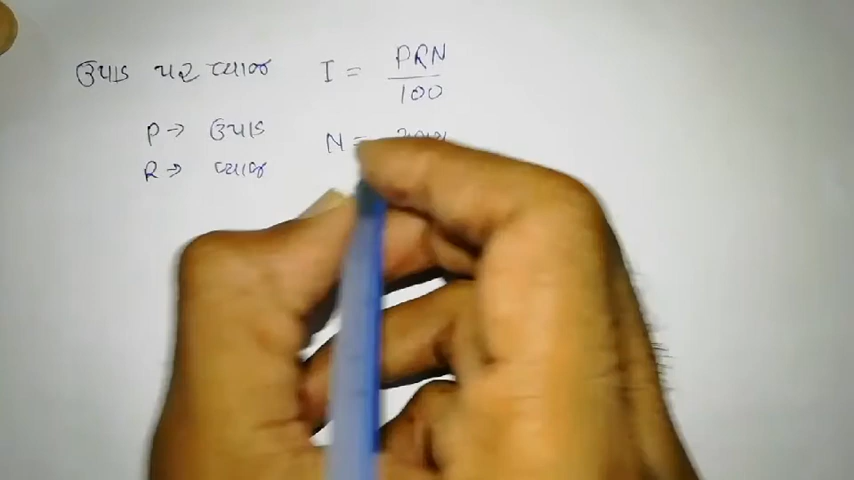 ઉપાડ પર વ્યાજ I = PRN / 100
P → ઉપાડ N =
R → વ્યાજ